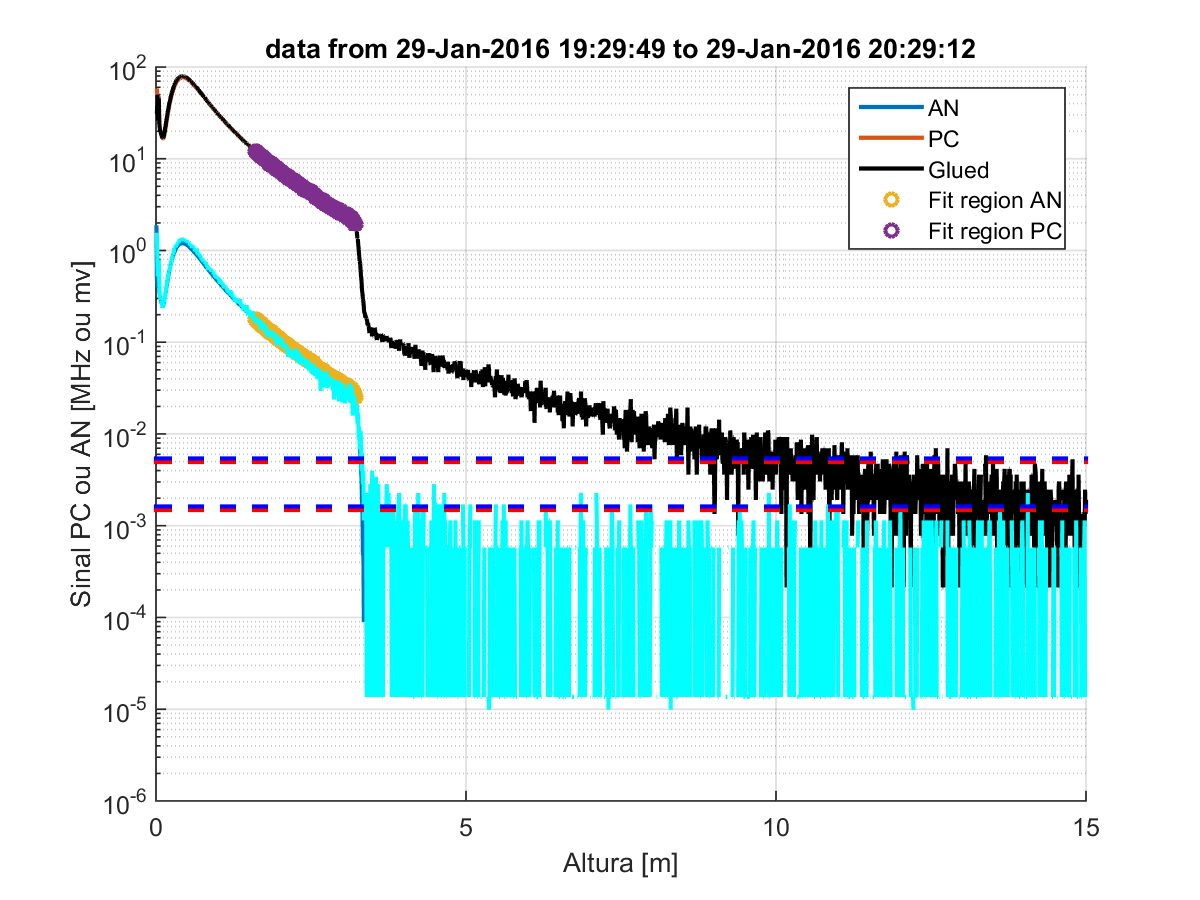 data from 29-Jan-2016 19:29:49 to 29-Jan-2016 20:29:12
AN
PC
Glued
Fit region AN
Fit region PC
Sinal PC ou AN [MHz ou mv]
10^2
10^1
10^0
10^-1
10^-2
10^-3
10^-4
10^-5
10^-6
0
5
10
15
Altura [m]